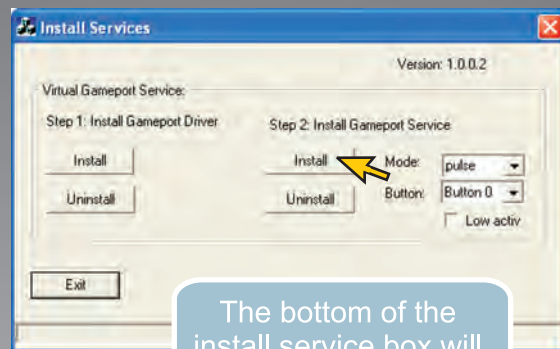 Install Services
Version: 1.0.0.2
Virtual Gameport Service:
Step 1: Install Gameport Driver
Step 2: Install Gameport Service
Install
Install
Mode:
pulse
Uninstall
Uninstall
Button:
Button 0
Low activ
Exit
The bottom of the
install service box will